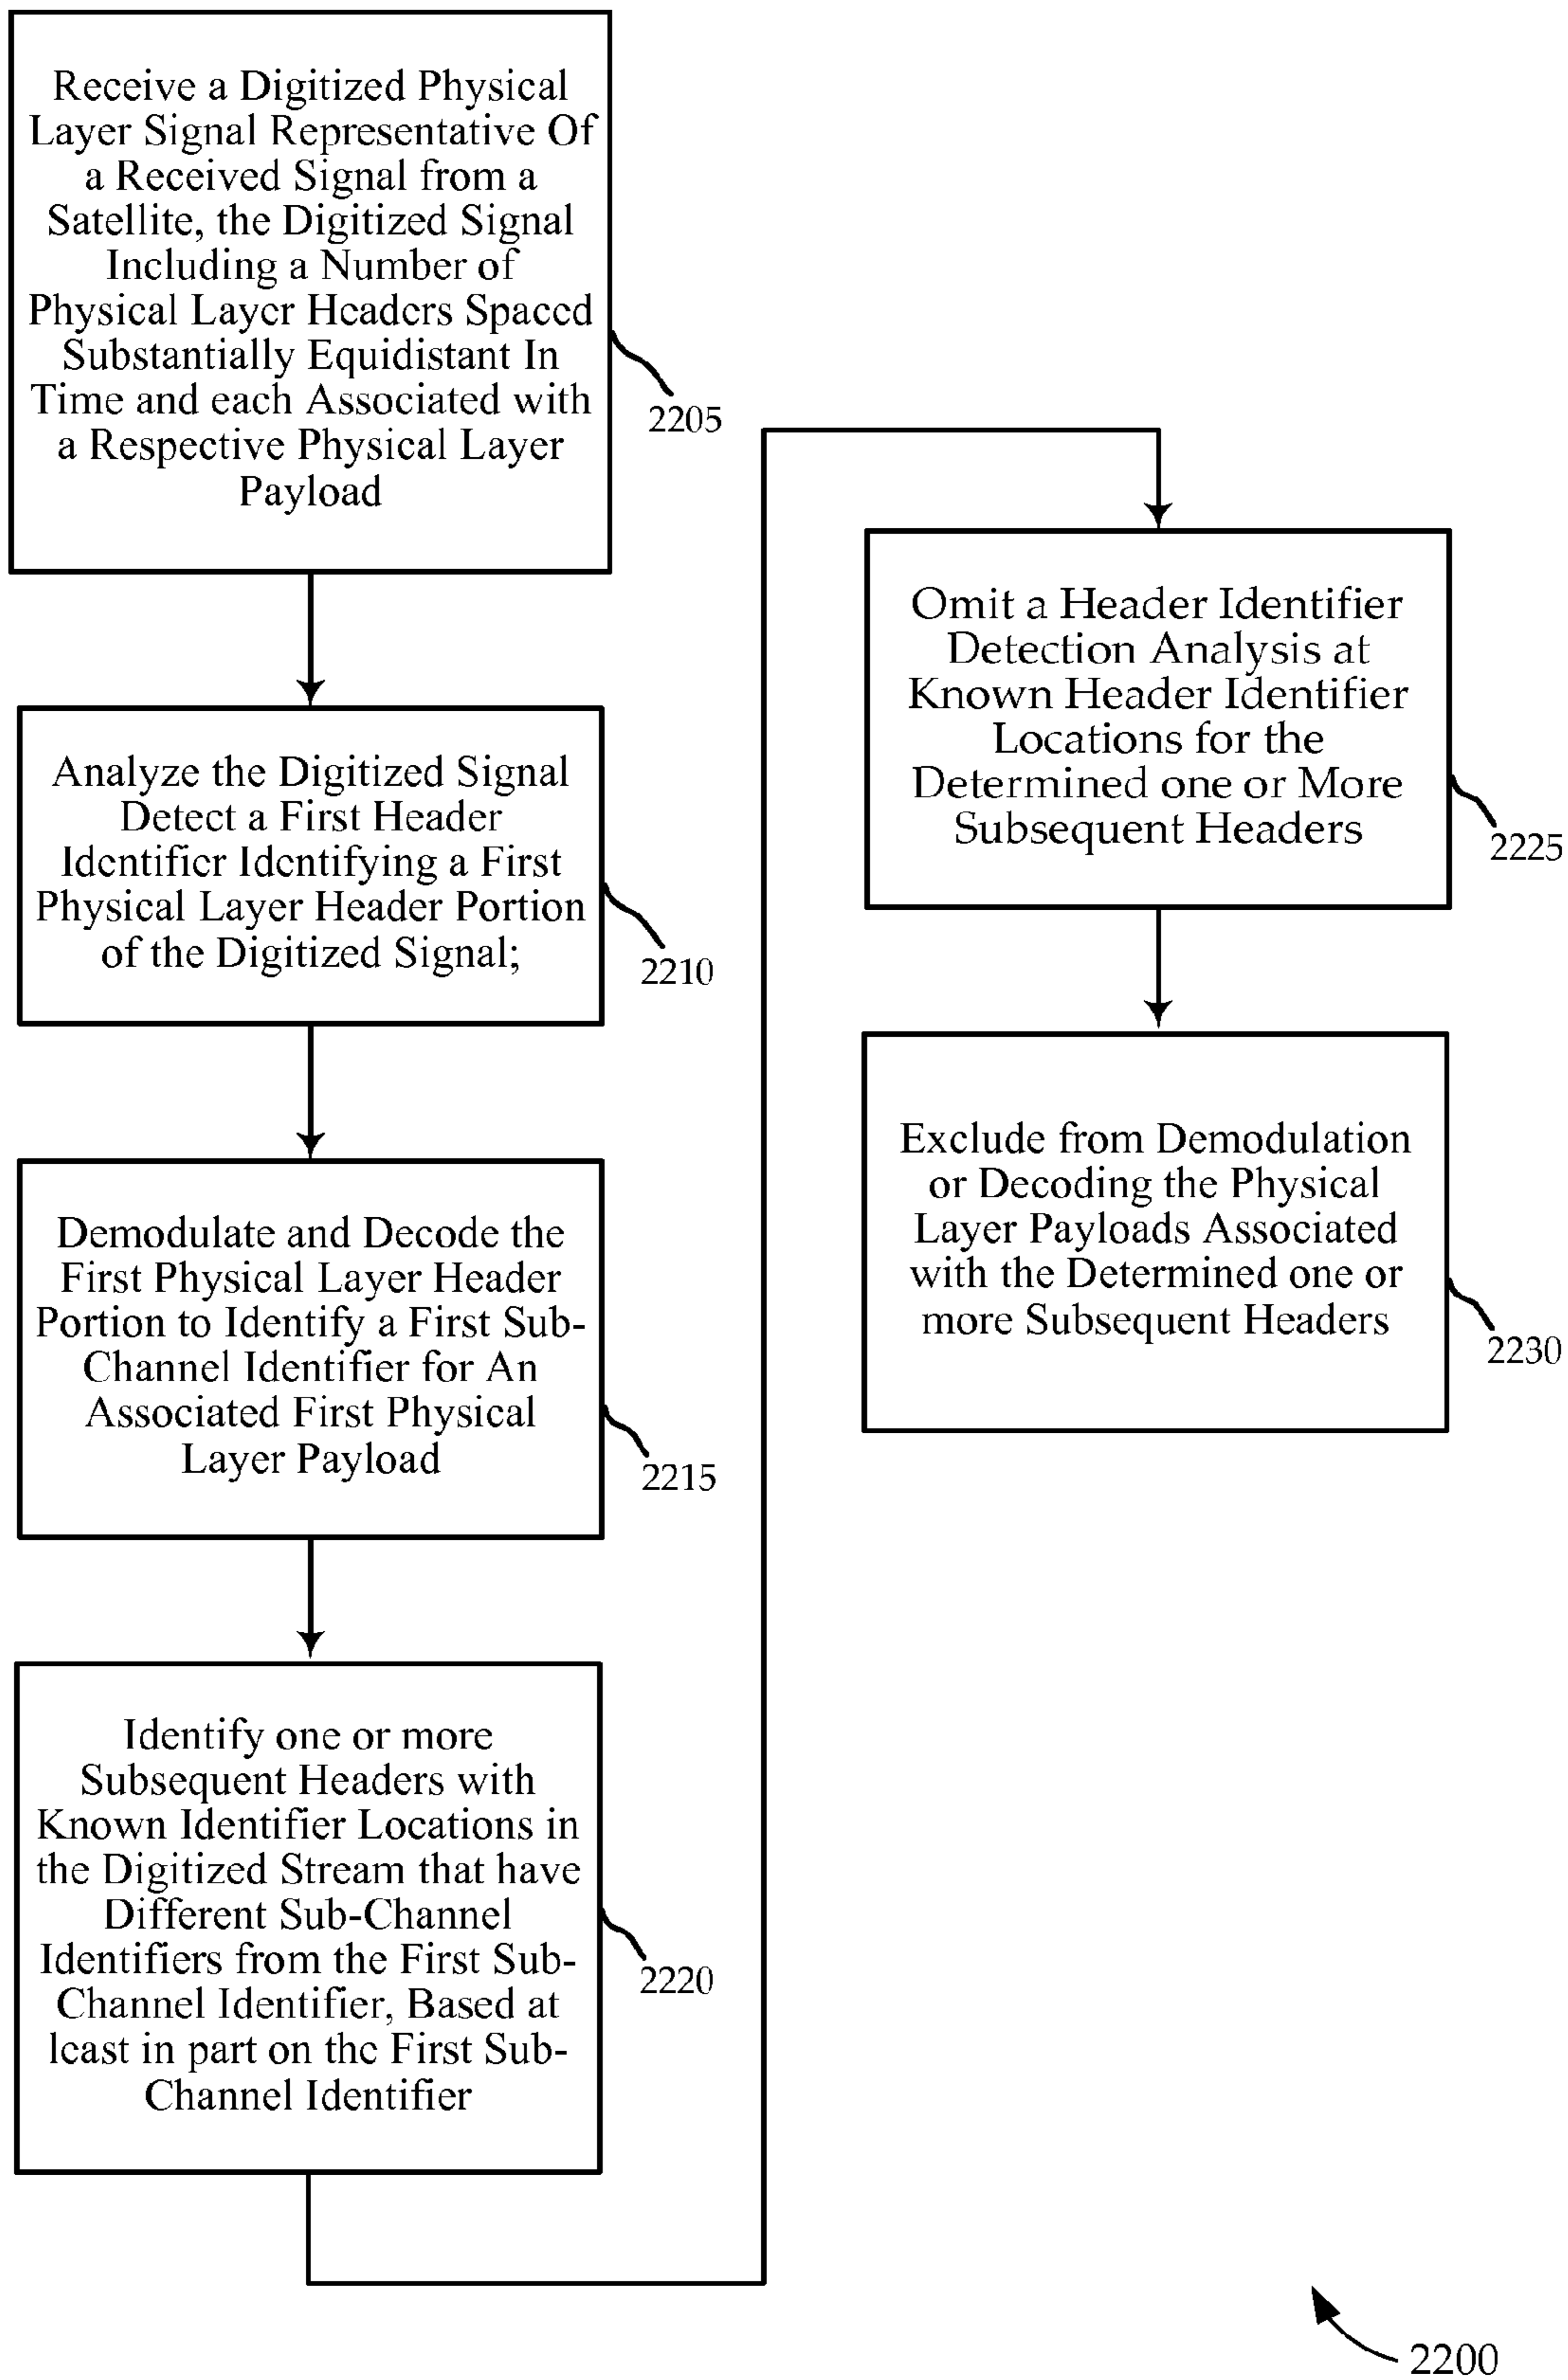 Receive a Digitized Physical
Layer Signal Representative Of
a Received Signal from a
Satellite, the Digitized Signal
Including a Number of
Physical Layer Headers Spaced
Substantially Equidistant In
Time and each Associated with
a Respective Physical Layer
Payload
2205
Analyze the Digitized Signal
Detect a First Header
Identifier Identifying a First
Physical Layer Header Portion
of the Digitized Signal;
2210
Demodulate and Decode the
First Physical Layer Header
Portion to Identify a First Sub-
Channel Identifier for An
Associated First Physical
Layer Payload
2215
Identify one or more
Subsequent Headers with
Known Identifier Locations in
the Digitized Stream that have
Different Sub-Channel
Identifiers from the First Sub-
Channel Identifier, Based at
least in part on the First Sub-
Channel Identifier
2220
Omit a Header Identifier
Detection Analysis at
Known Header Identifier
Locations for the
Determined one or More
Subsequent Headers
2225
Exclude from Demodulation
or Decoding the Physical
Layer Payloads Associated
with the Determined one or
more Subsequent Headers
2230
2200